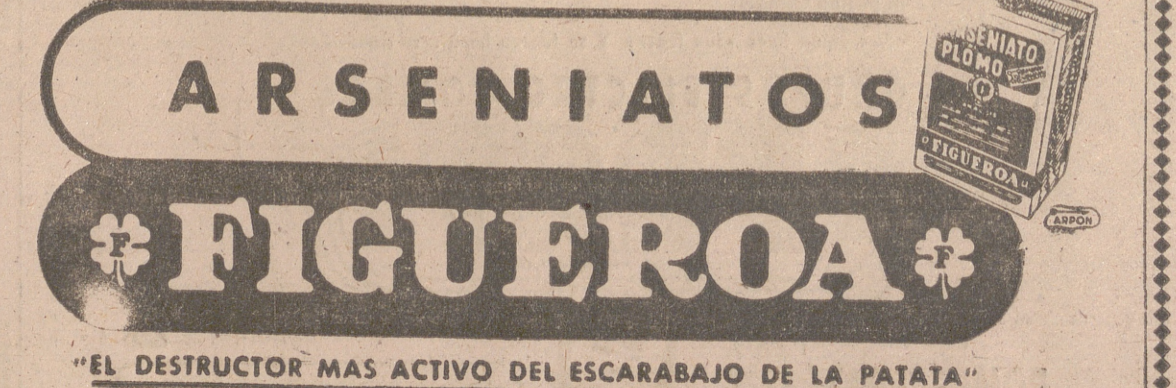 ARSENIATOS
ARSENIATO
PLOMO
FIGUEROA
ARPON
F FIGUEROA F
"EL DESTRUCTOR MAS ACTIVO DEL ESCARABAJO DE LA PATATA"